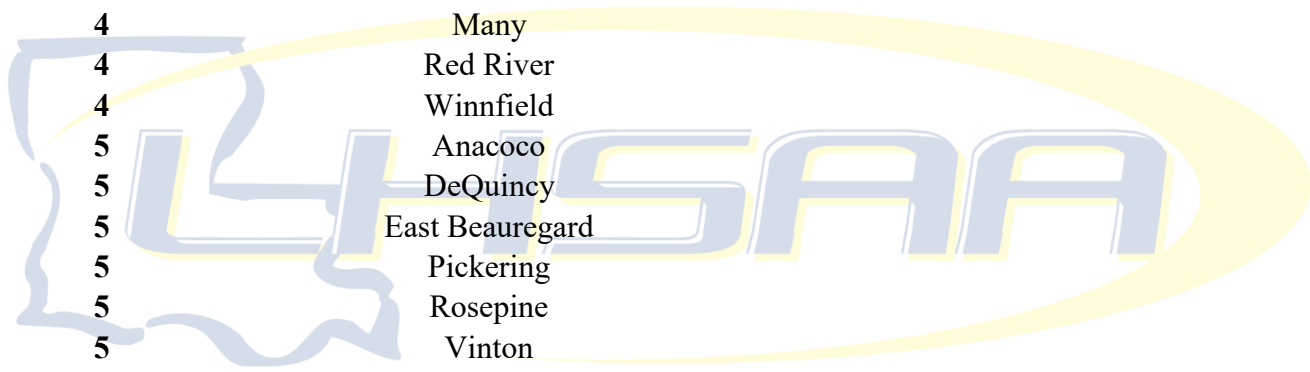 4 Many
4 Red River
4 Winnfield
5 Anacoco
5 DeQuincy
5 East Beauregard
5 Pickering
5 Rosepine
5 Vinton
LHSAA